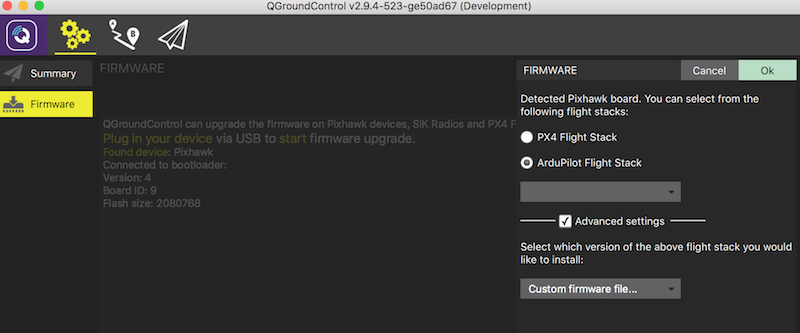 QGroundControl v2.9.4-523-ge50ad67 (Development)
Q
B
Summary
Firmware
FIRMWARE
QGroundControl can upgrade the firmware on Pixhawk devices, SiK Radios and PX4 F
Plug in your device via USB to start firmware upgrade.
Found device: Pixhawk
Connected to bootloader:
Version: 4
Board ID: 9
Flash size: 2080768
FIRMWARE
Cancel
Ok
Detected Pixhawk board. You can select from the
following flight stacks:
PX4 Flight Stack
ArduPilot Flight Stack
Advanced settings
Select which version of the above flight stack you would
like to install:
Custom firmware file...